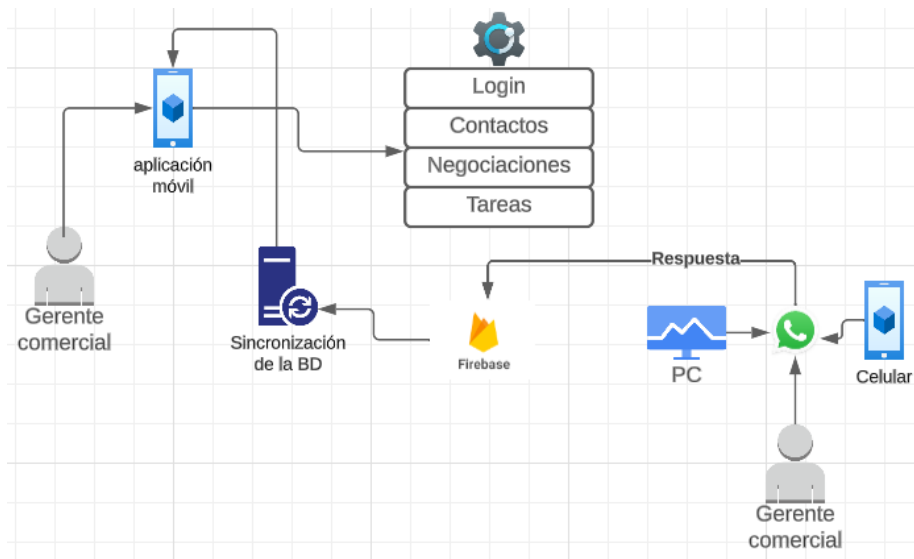 Login
Contactos
Negociaciones
Tareas
aplicación
móvil
Gerente
comercial
Sincronización
de la BD
Firebase
Respuesta
PC
Celular
Gerente
comercial